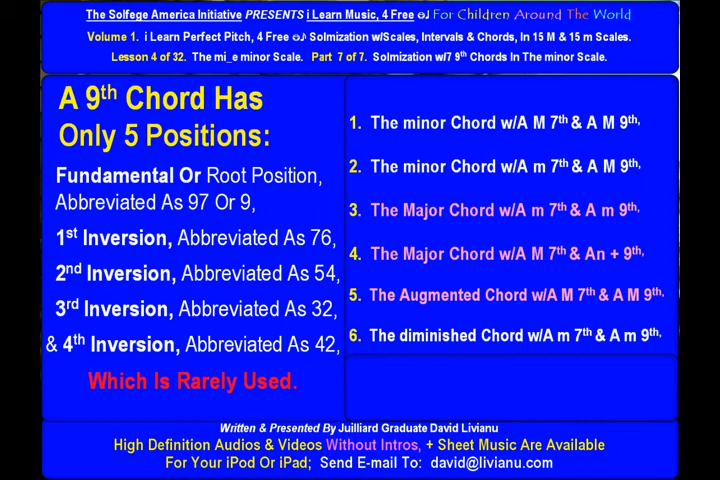 The Solfege America Initiative PRESENTS i Learn Music, 4 Free For Children Around The World
Volume 1. i Learn Perfect Pitch, 4 Free Solmization w/Scales, Intervals & Chords, In 15 M & 15 m Scales.
Lesson 4 of 32. The mi_e minor Scale. Part 7 of 7. Solmization w/7 9th Chords In The minor Scale.
A 9th Chord Has
Only 5 Positions:
Fundamental Or Root Position,
Abbreviated As 97 Or 9,
1st Inversion, Abbreviated As 76,
2nd Inversion, Abbreviated As 54,
3rd Inversion, Abbreviated As 32,
& 4th Inversion, Abbreviated As 42,
Which Is Rarely Used.
1. The minor Chord w/A M 7th & A M 9th.
2. The minor Chord w/A m 7th & A M 9th.
3. The Major Chord w/A m 7th & A m 9th.
4. The Major Chord w/A M 7th & An + 9th.
5. The Augmented Chord w/A M 7th & A M 9th.
6. The diminished Chord w/A m 7th & A m 9th.
Written & Presented By Juilliard Graduate David Livianu
High Definition Audios & Videos Without Intros, + Sheet Music Are Available
For Your iPod Or iPad; Send E-mail To: david@livianu.com